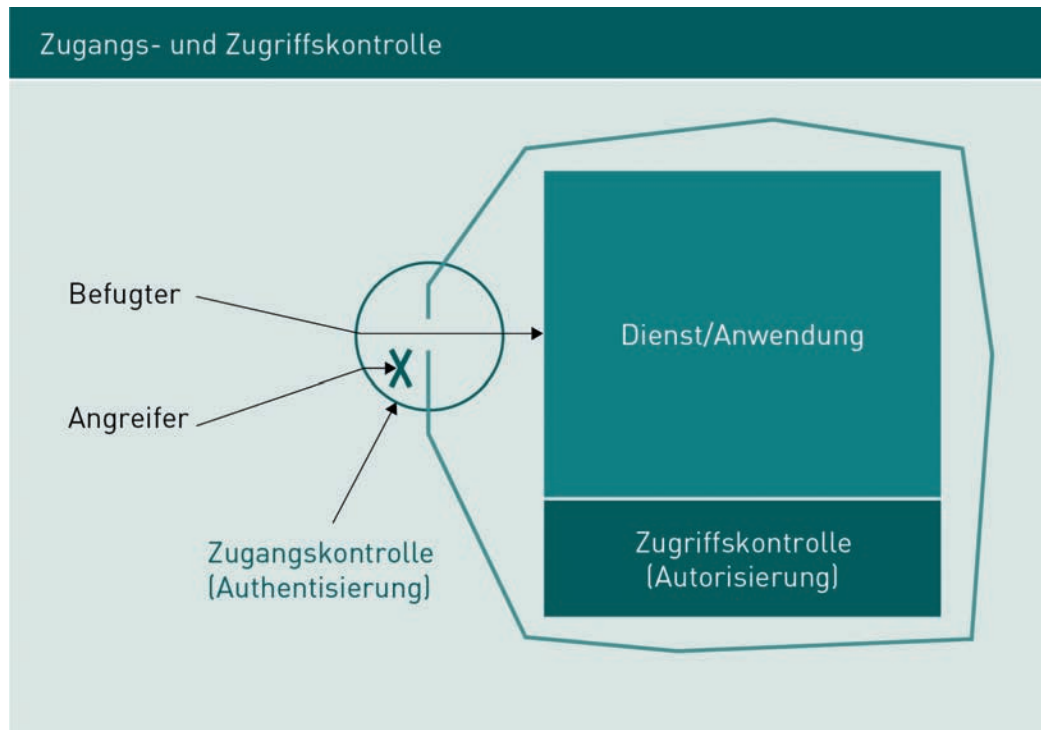 Zugangs- und Zugriffskontrolle
Befugter
Angreifer
Zugangskontrolle
(Authentisierung)
Dienst/Anwendung
Zugriffskontrolle
(Autorisierung)